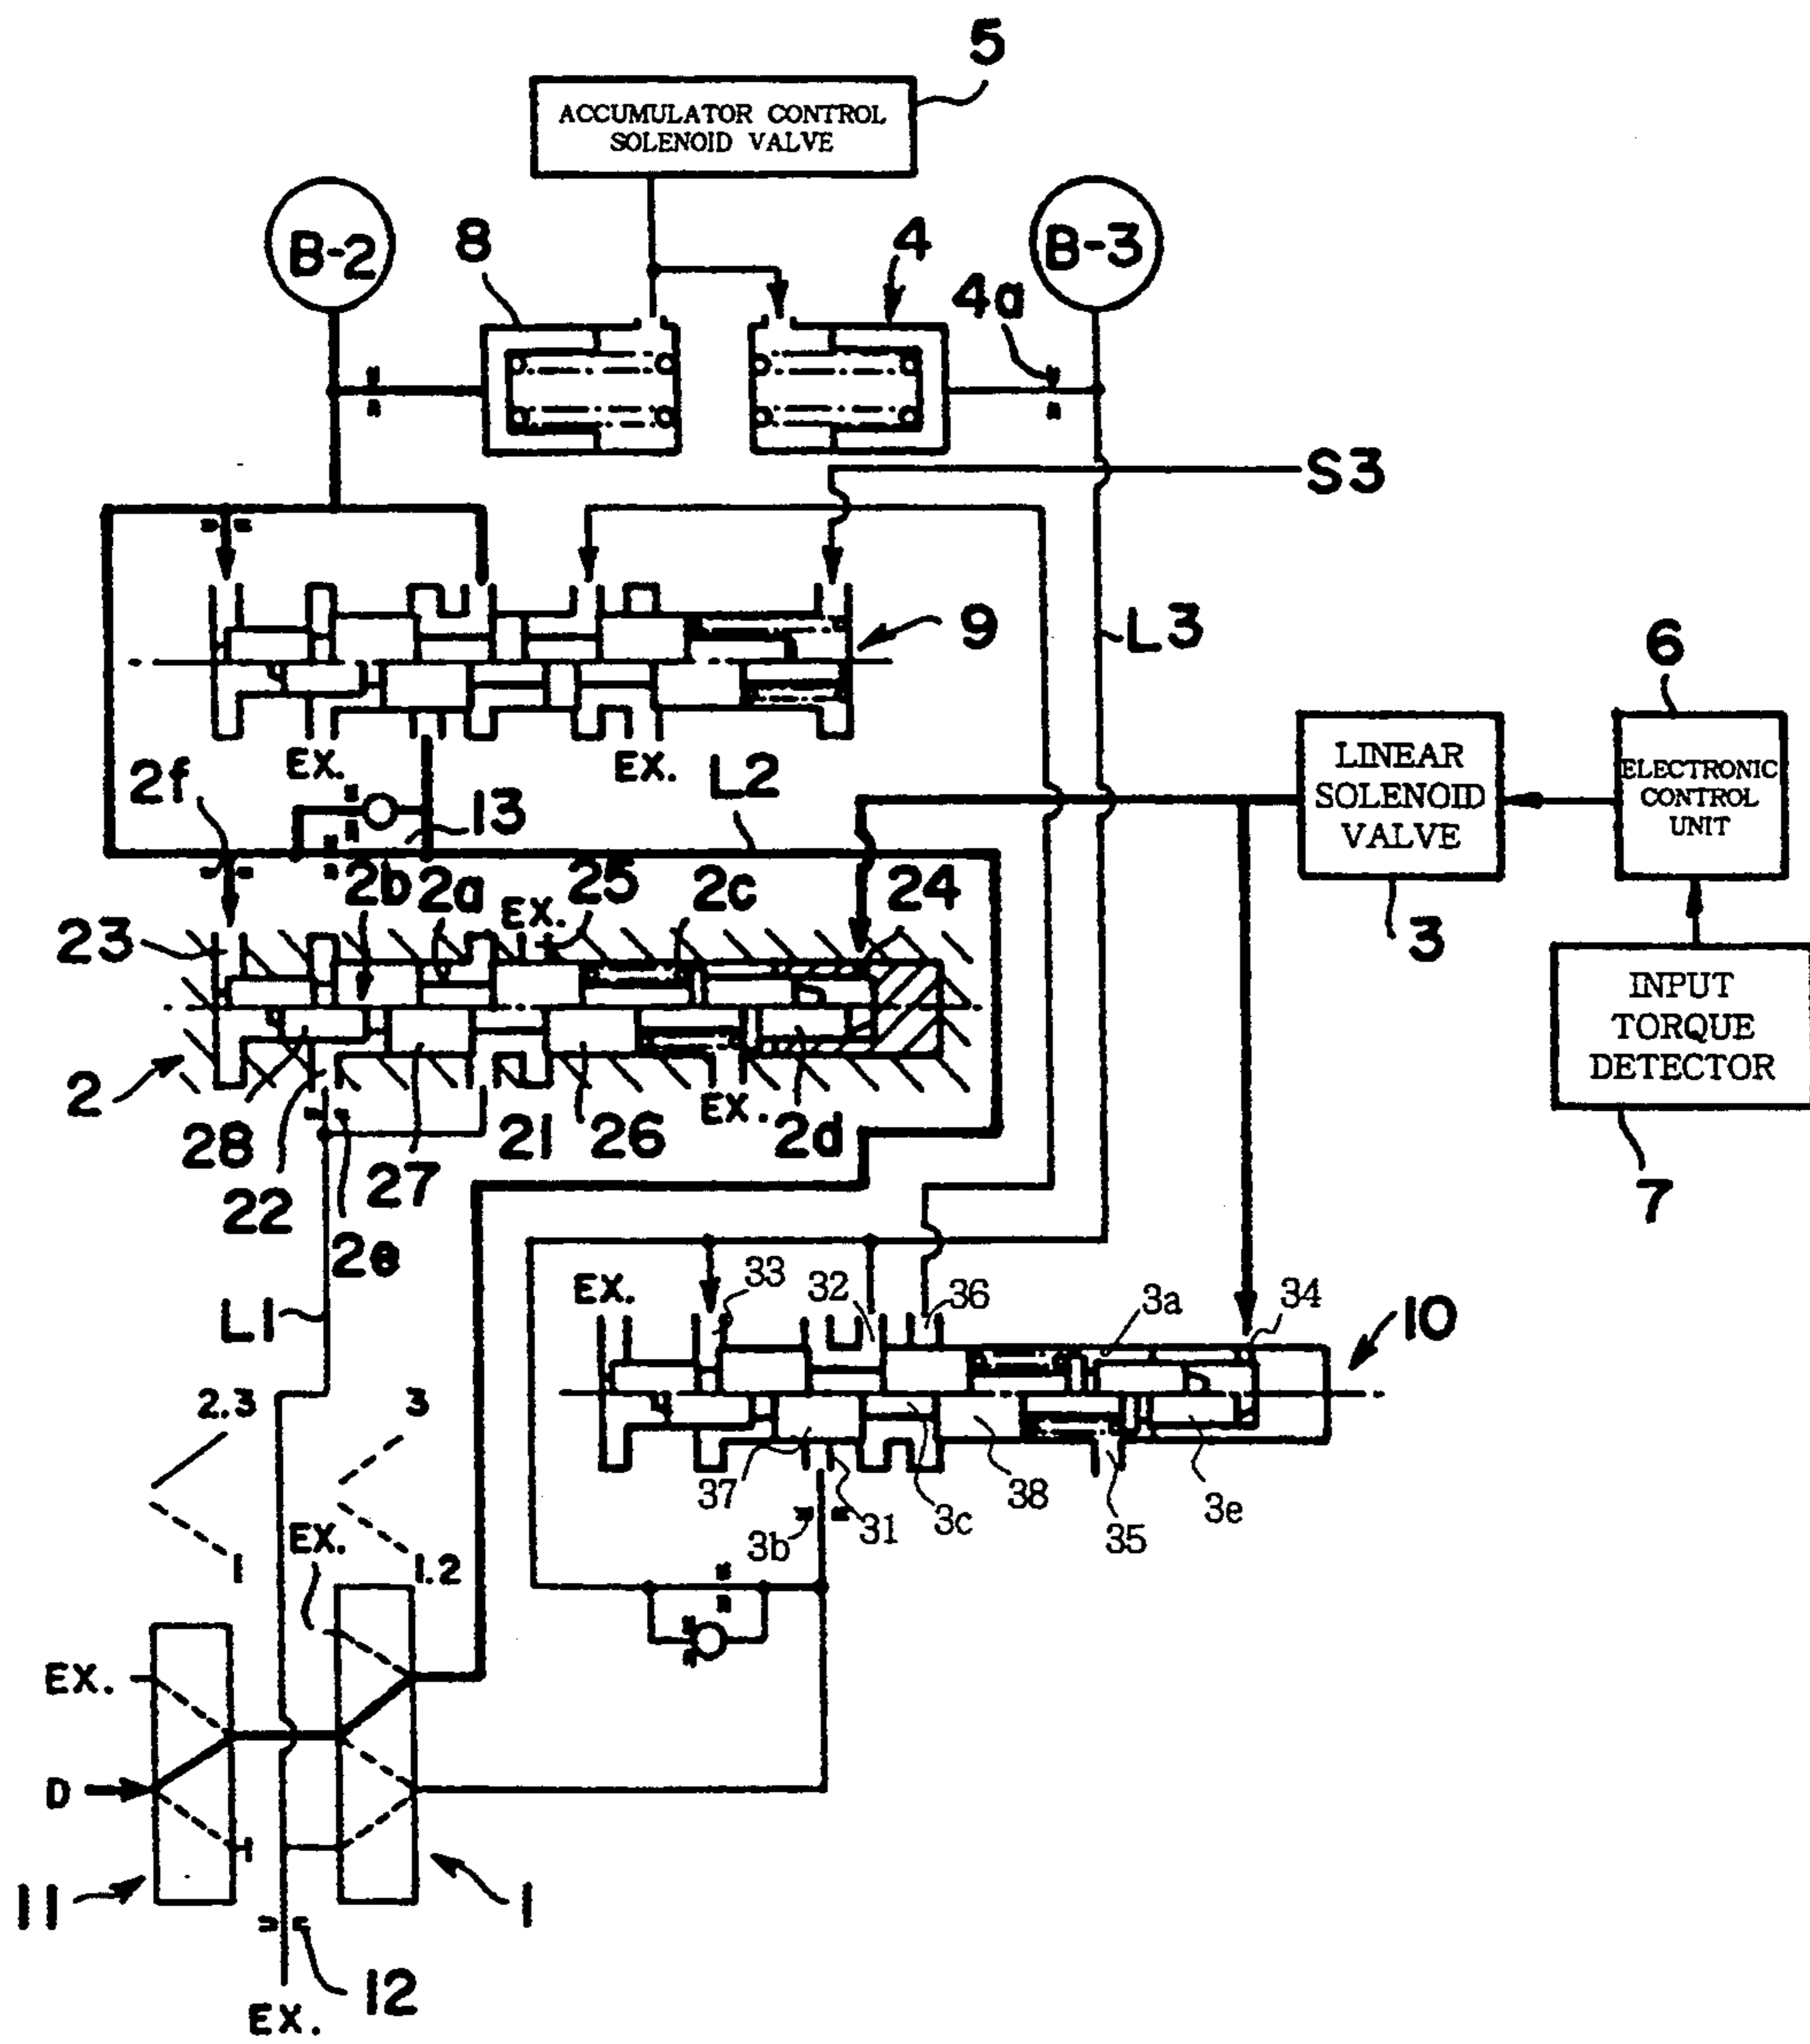 5
ACCUMULATOR CONTROL
SOLENOID VALVE
B-2
8
4
B-3
4a
S3
9
L3
6
EX.
EX.
L2
2f
13
LINEAR
SOLENOID
VALVE
ELECTRONIC
CONTROL
UNIT
2b
2a
EX.
25
2c
24
23
3
INPUT
TORQUE
DETECTOR
2
28
21
26
EX.
2d
22
27
7
2e
EX.
33
32
36
3a
34
10
L1
2.3
3
37
3b
31
3c
38
35
3e
1
EX.
1.2
EX.
D
11
1
12
EX.